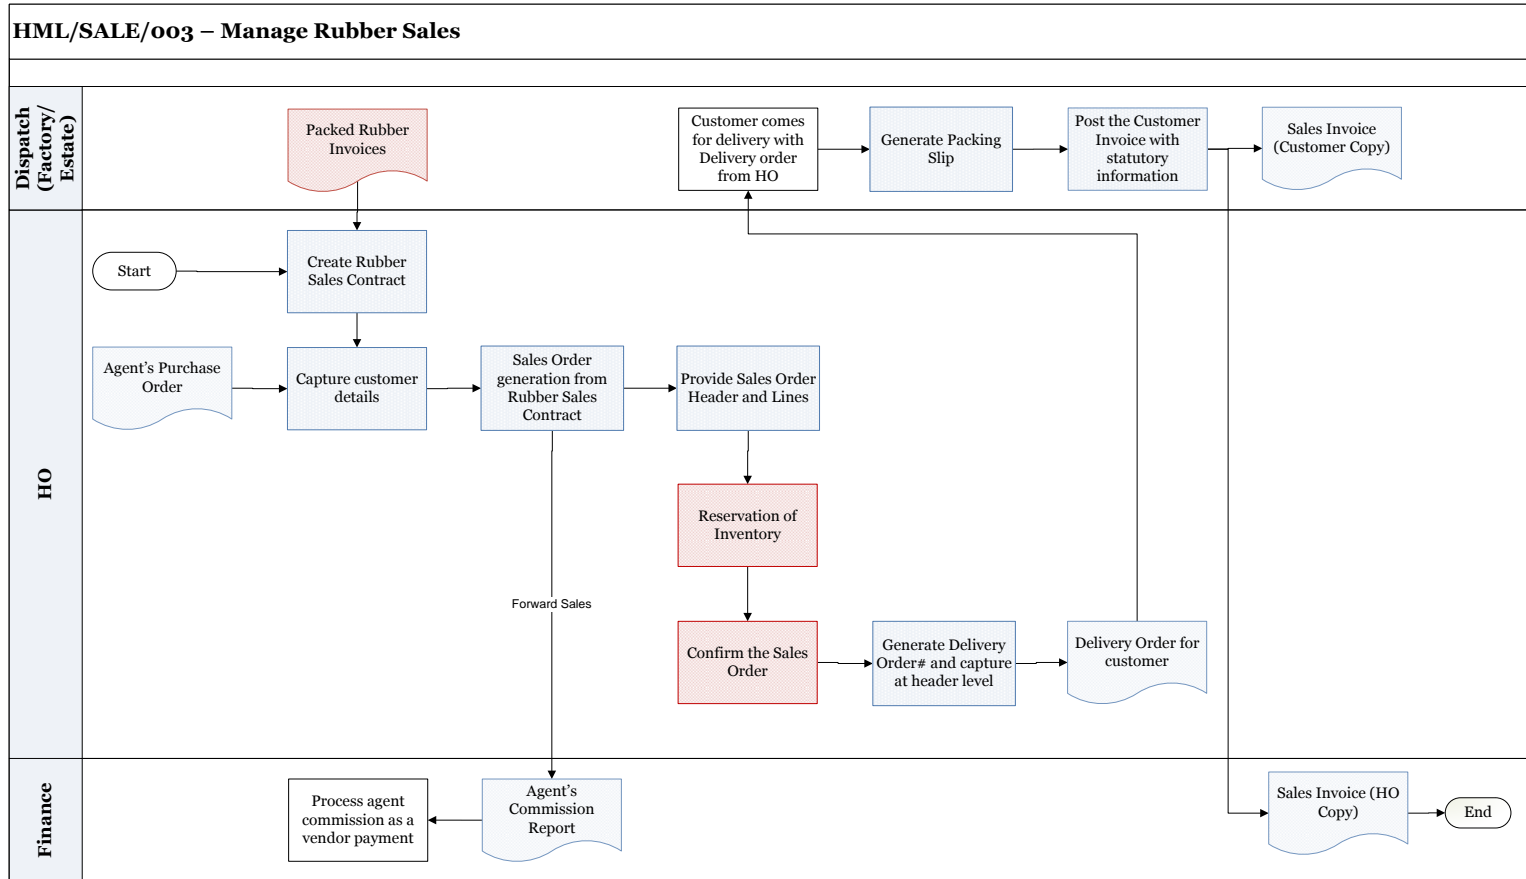 HML/SALE/003 – Manage Rubber Sales
Dispatch
(Factory/
Estate)
Packed Rubber
Invoices
Customer comes
for delivery with
Delivery order
from HO
Generate Packing
Slip
Post the Customer
Invoice with
statutory
information
Sales Invoice
(Customer Copy)
HO
Start
Create Rubber
Sales Contract
Agent's Purchase
Order
Capture customer
details
Sales Order
generation from
Rubber Sales
Contract
Provide Sales Order
Header and Lines
Reservation of
Inventory
Forward Sales
Confirm the Sales
Order
Generate Delivery
Order# and capture
at header level
Delivery Order for
customer
Finance
Process agent
commission as a
vendor payment
Agent's
Commission
Report
Sales Invoice (HO
Copy)
End